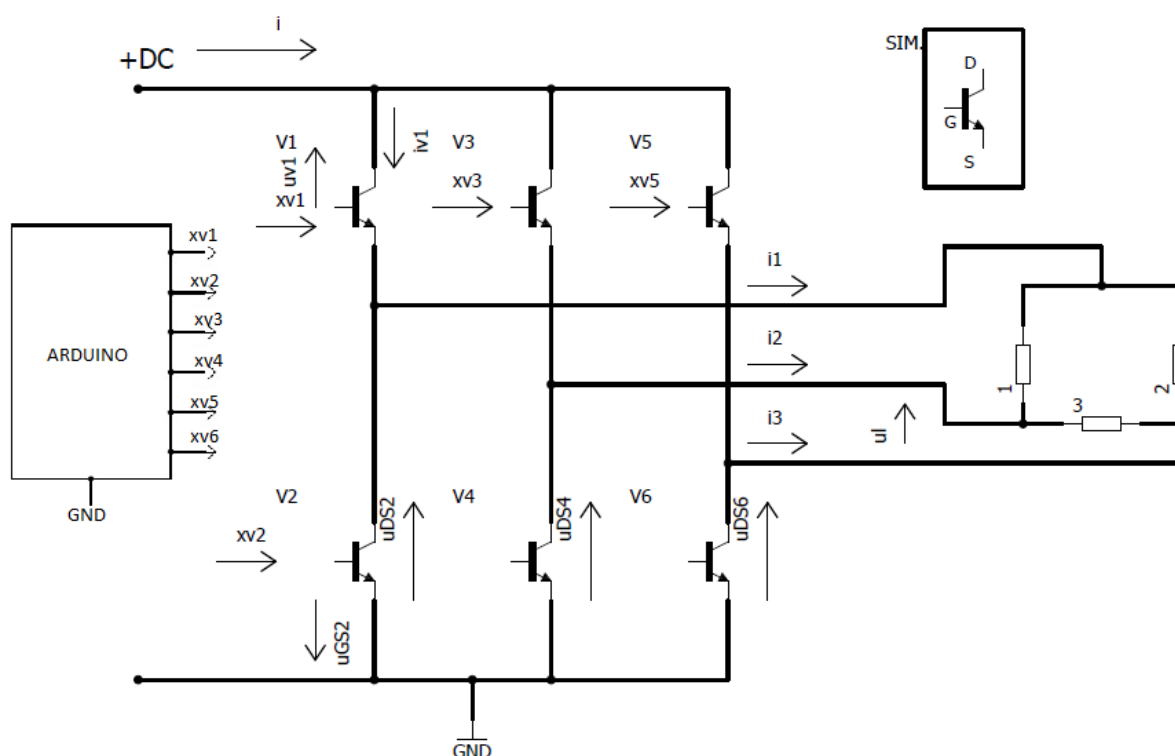 i
+DC
SIM.
D
G
S
V1
uv1
iv1
V3
V5
xv1
xv3
xv5
ARDUINO
xv1
xv2
xv3
xv4
xv5
xv6
GND
i1
i2
i3
ul
1
3
2
V2
uDS2
V4
uDS4
V6
uDS6
xv2
uGS2
GND